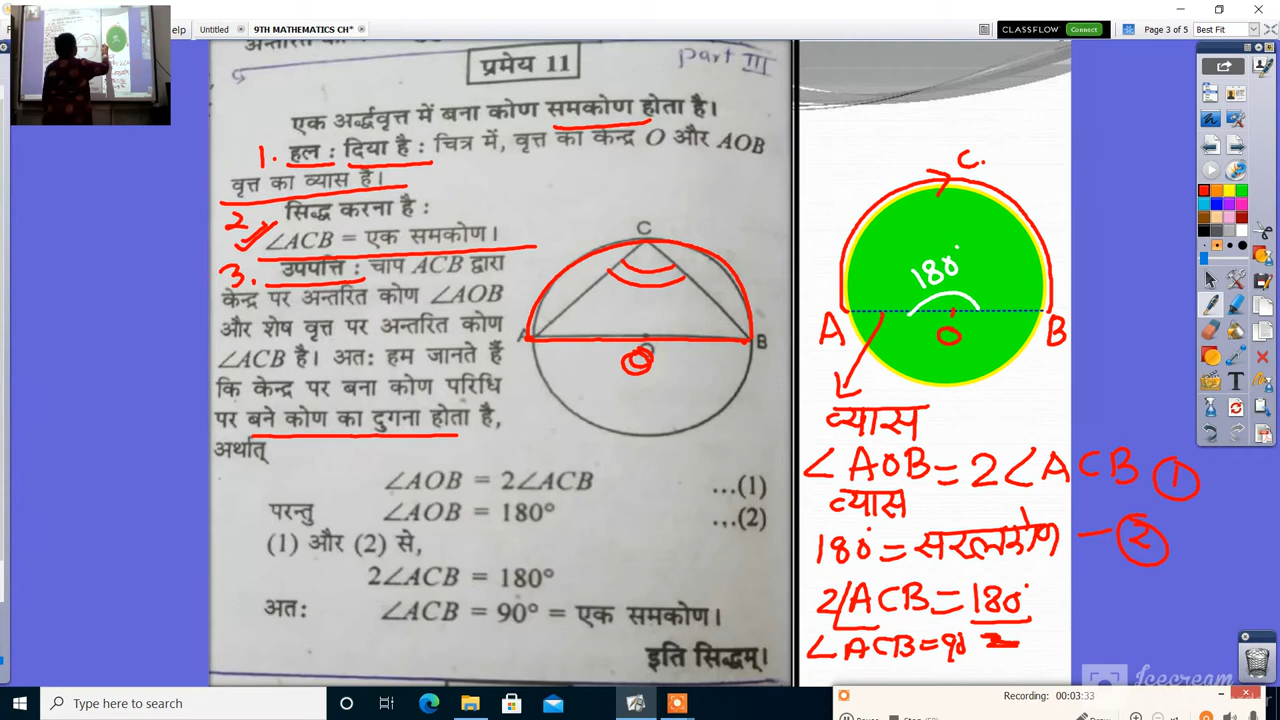 help
Untitled
9TH MATHEMATICS CH*
CLASSFLOW
Connect
Page 3 of 5
Best Fit
प्रमेय 11
part III
एक अर्द्धवृत्त में बना कोण समकोण होता है।
1. हल : दिया है : चित्र में, वृत्त का केन्द्र O और AOB
वृत्त का व्यास है।
2. सिद्ध करना है :
∠ACB = एक समकोण।
3. उपपत्ति : चाप ACB द्वारा
केन्द्र पर अन्तरित कोण ∠AOB
और शेष वृत्त पर अन्तरित कोण
∠ACB है। अतः हम जानते हैं
कि केन्द्र पर बना कोण परिधि
पर बने कोण का दुगना होता है,
अर्थात्
∠AOB = 2∠ACB ...(1)
परन्तु ∠AOB = 180° ...(2)
(1) और (2) से,
2∠ACB = 180°
अतः ∠ACB = 90° = एक समकोण।
इति सिद्धम्।
C
A
B
C.
180°
A
O
B
व्यास
∠AOB = 2∠ACB ①
व्यास
180° = सरलकोण - ②
2∠ACB = 180°
∠ACB = 90
Icecream
Recording: 00:03:33
Type here to search